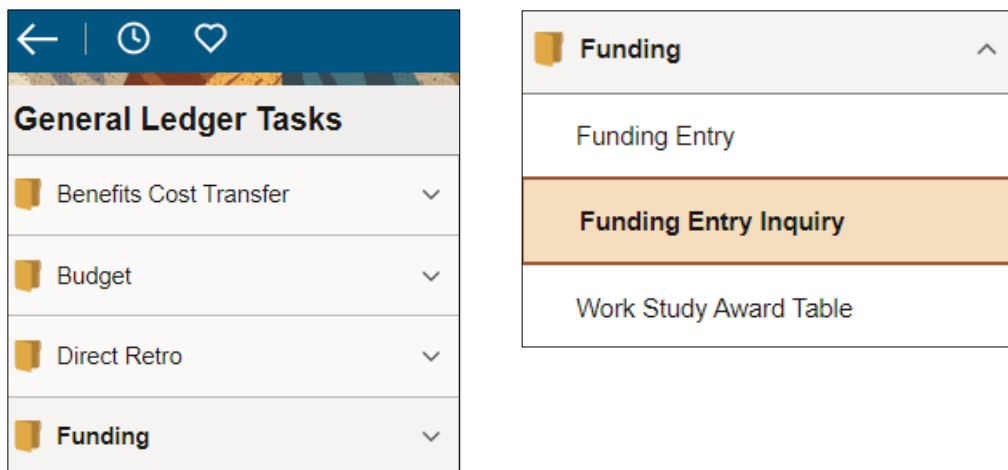 General Ledger Tasks
Benefits Cost Transfer
Budget
Direct Retro
Funding
Funding
Funding Entry
Funding Entry Inquiry
Work Study Award Table